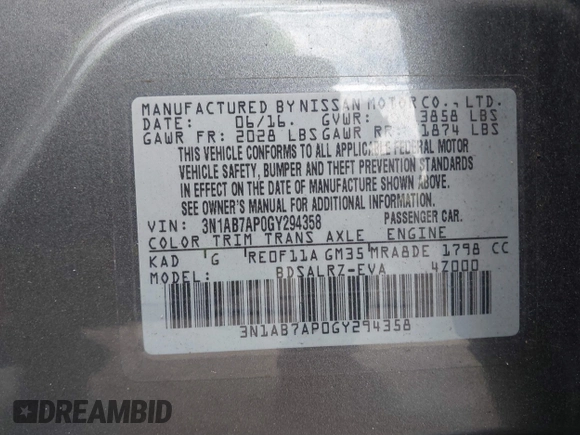 MANUFACTURED BY NISSAN MOTOR CO., LTD.
DATE: 06/16. GVWR: 3858 LBS
GAWR FR: 2028 LBS GAWR RR: 1874 LBS
THIS VEHICLE CONFORMS TO ALL APPLICABLE FEDERAL MOTOR
VEHICLE SAFETY, BUMPER AND THEFT PREVENTION STANDARDS
IN EFFECT ON THE DATE OF MANUFACTURE SHOWN ABOVE.
SEE OWNER'S MANUAL FOR ADDITIONAL INFORMATION.
VIN: 3N1AB7AP0GY294358 PASSENGER CAR.
COLOR TRIM TRANS AXLE ENGINE
KAD G RE0F11A GM35 MRA8DE 1798 CC
MODEL: BDSALRZ-EVA 4Z000
3N1AB7AP0GY294358
DREAMBID